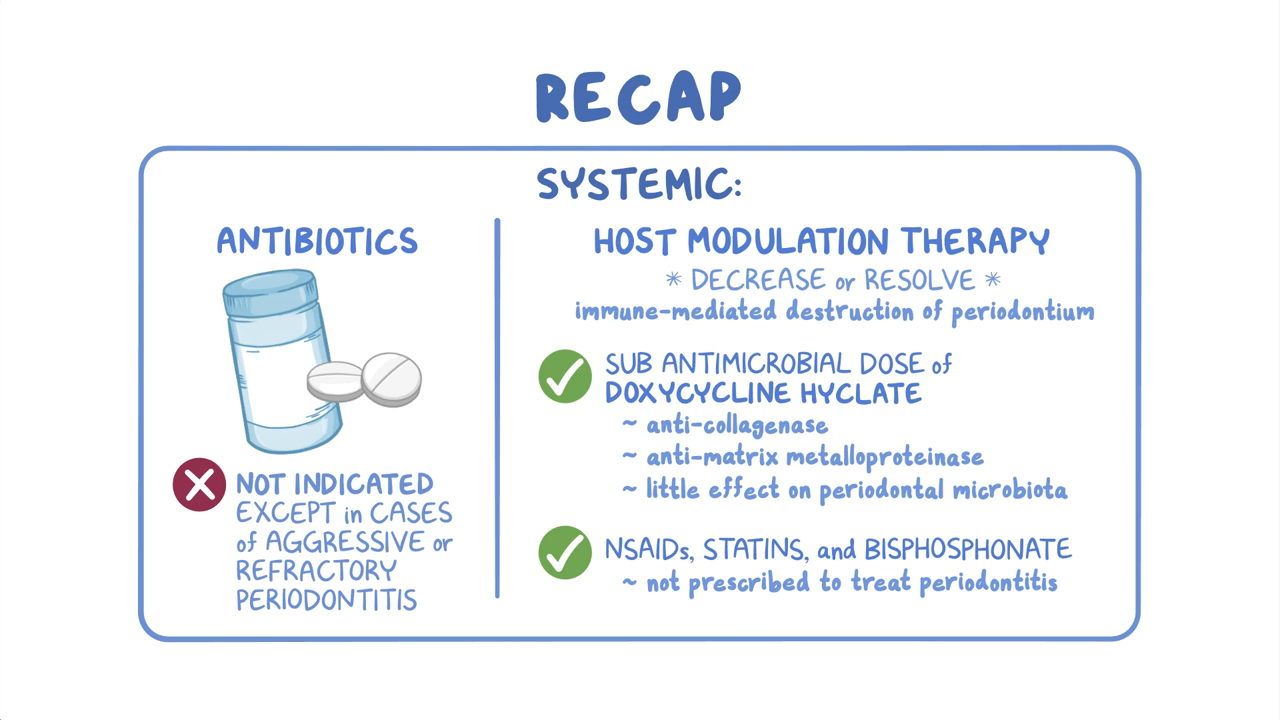 RECAP
SYSTEMIC:
ANTIBIOTICS
NOT INDICATED
EXCEPT in CASES
of AGGRESSIVE or
REFRACTORY
PERIODONTITIS
HOST MODULATION THERAPY
* DECREASE or RESOLVE *
immune-mediated destruction of periodontium
SUB ANTIMICROBIAL DOSE of
DOXYCYCLINE HYCLATE
~ anti-collagenase
~ anti-matrix metalloproteinase
~ little effect on periodontal microbiota
NSAIDs, STATINS, and BISPHOSPHONATE
~ not prescribed to treat periodontitis